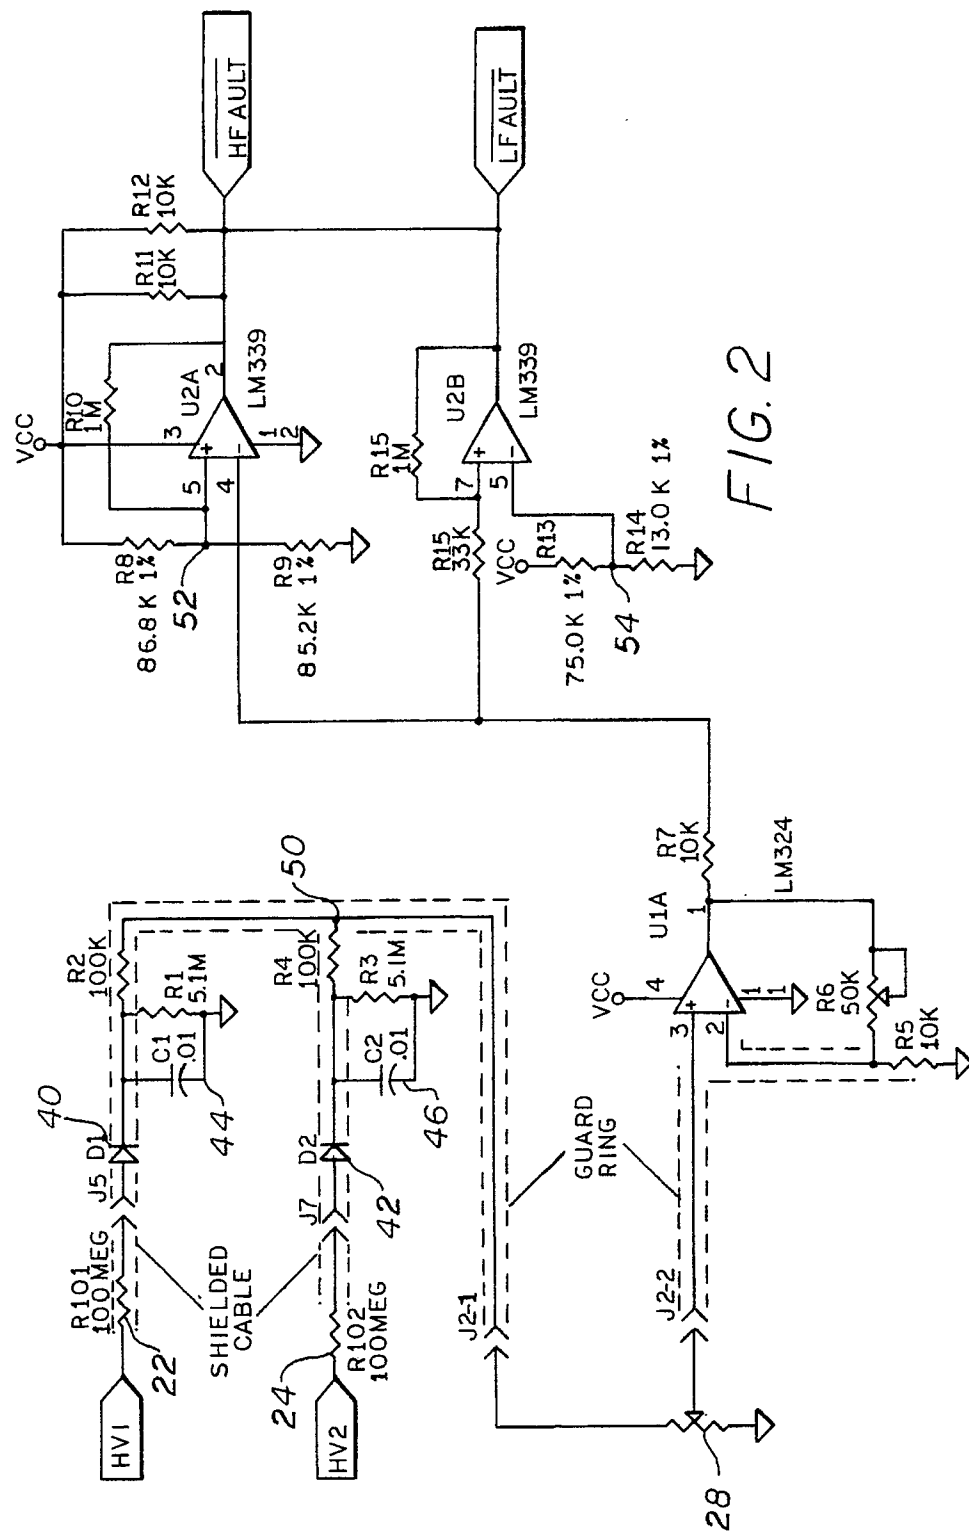 HV1
R101
100MEG
22
SHIELDED
CABLE
J5
D1
40
C1
.01
44
R2
100K
R1
5.1M
HV2
24
R102
100MEG
J7
D2
42
C2
.01
46
R4
100K
50
R3
5.1M
J2-1
GUARD
RING
J2-2
28
VCC
4
3
+
2
-
1
1
1
U1A
LM324
R6
50K
R5
10K
R7
10K
VCC
R8
86.8K 1%
52
R9
85.2K 1%
R10
1M
3
5
+
4
-
2
1
2
U2A
LM339
R11
10K
R12
10K
HFAULT
R15
33K
R15
1M
7
+
5
-
U2B
LM339
VCC
R13
75.0K 1%
54
R14
13.0K 1%
LFAULT
FIG. 2